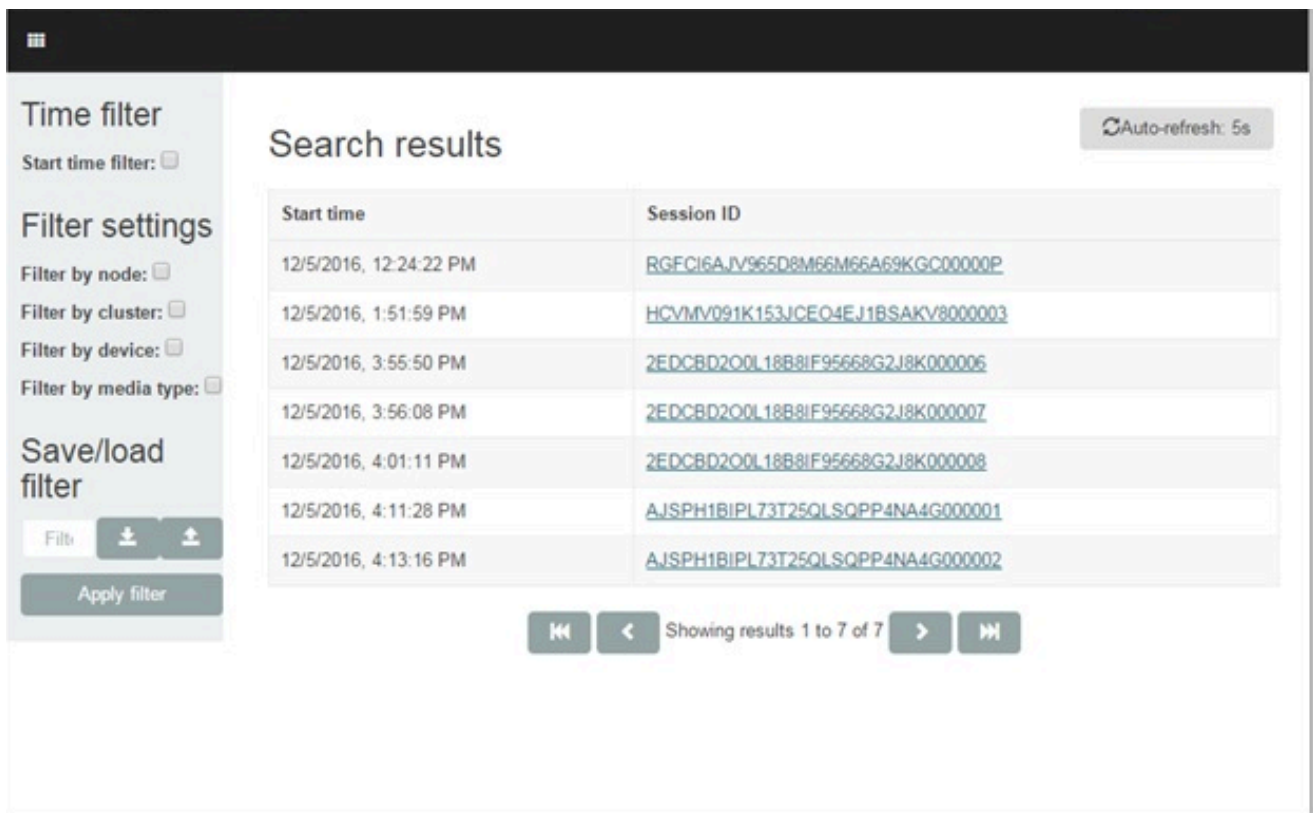 Time filter
Start time filter:
Filter settings
Filter by node:
Filter by cluster:
Filter by device:
Filter by media type:
Save/load
filter
Filte
Apply filter
Search results
Auto-refresh: 5s
Start time Session ID
12/5/2016, 12:24:22 PM RGFCI6AJV965D8M66M66A69KGC00000P
12/5/2016, 1:51:59 PM HCVMV091K153JCEO4EJ1BSAKV8000003
12/5/2016, 3:55:50 PM 2EDCBD2O0L18B8IF95668G2J8K000006
12/5/2016, 3:56:08 PM 2EDCBD2O0L18B8IF95668G2J8K000007
12/5/2016, 4:01:11 PM 2EDCBD2O0L18B8IF95668G2J8K000008
12/5/2016, 4:11:28 PM AJSPH1BIPL73T25QLSQPP4NA4G000001
12/5/2016, 4:13:16 PM AJSPH1BIPL73T25QLSQPP4NA4G000002
Showing results 1 to 7 of 7